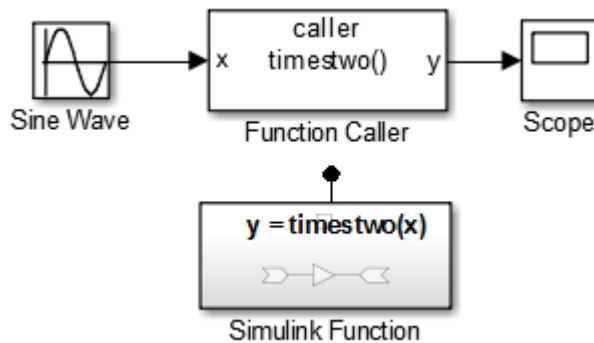 caller
x timestwo() y
Sine Wave
Function Caller
Scope
y = timestwo(x)
Simulink Function